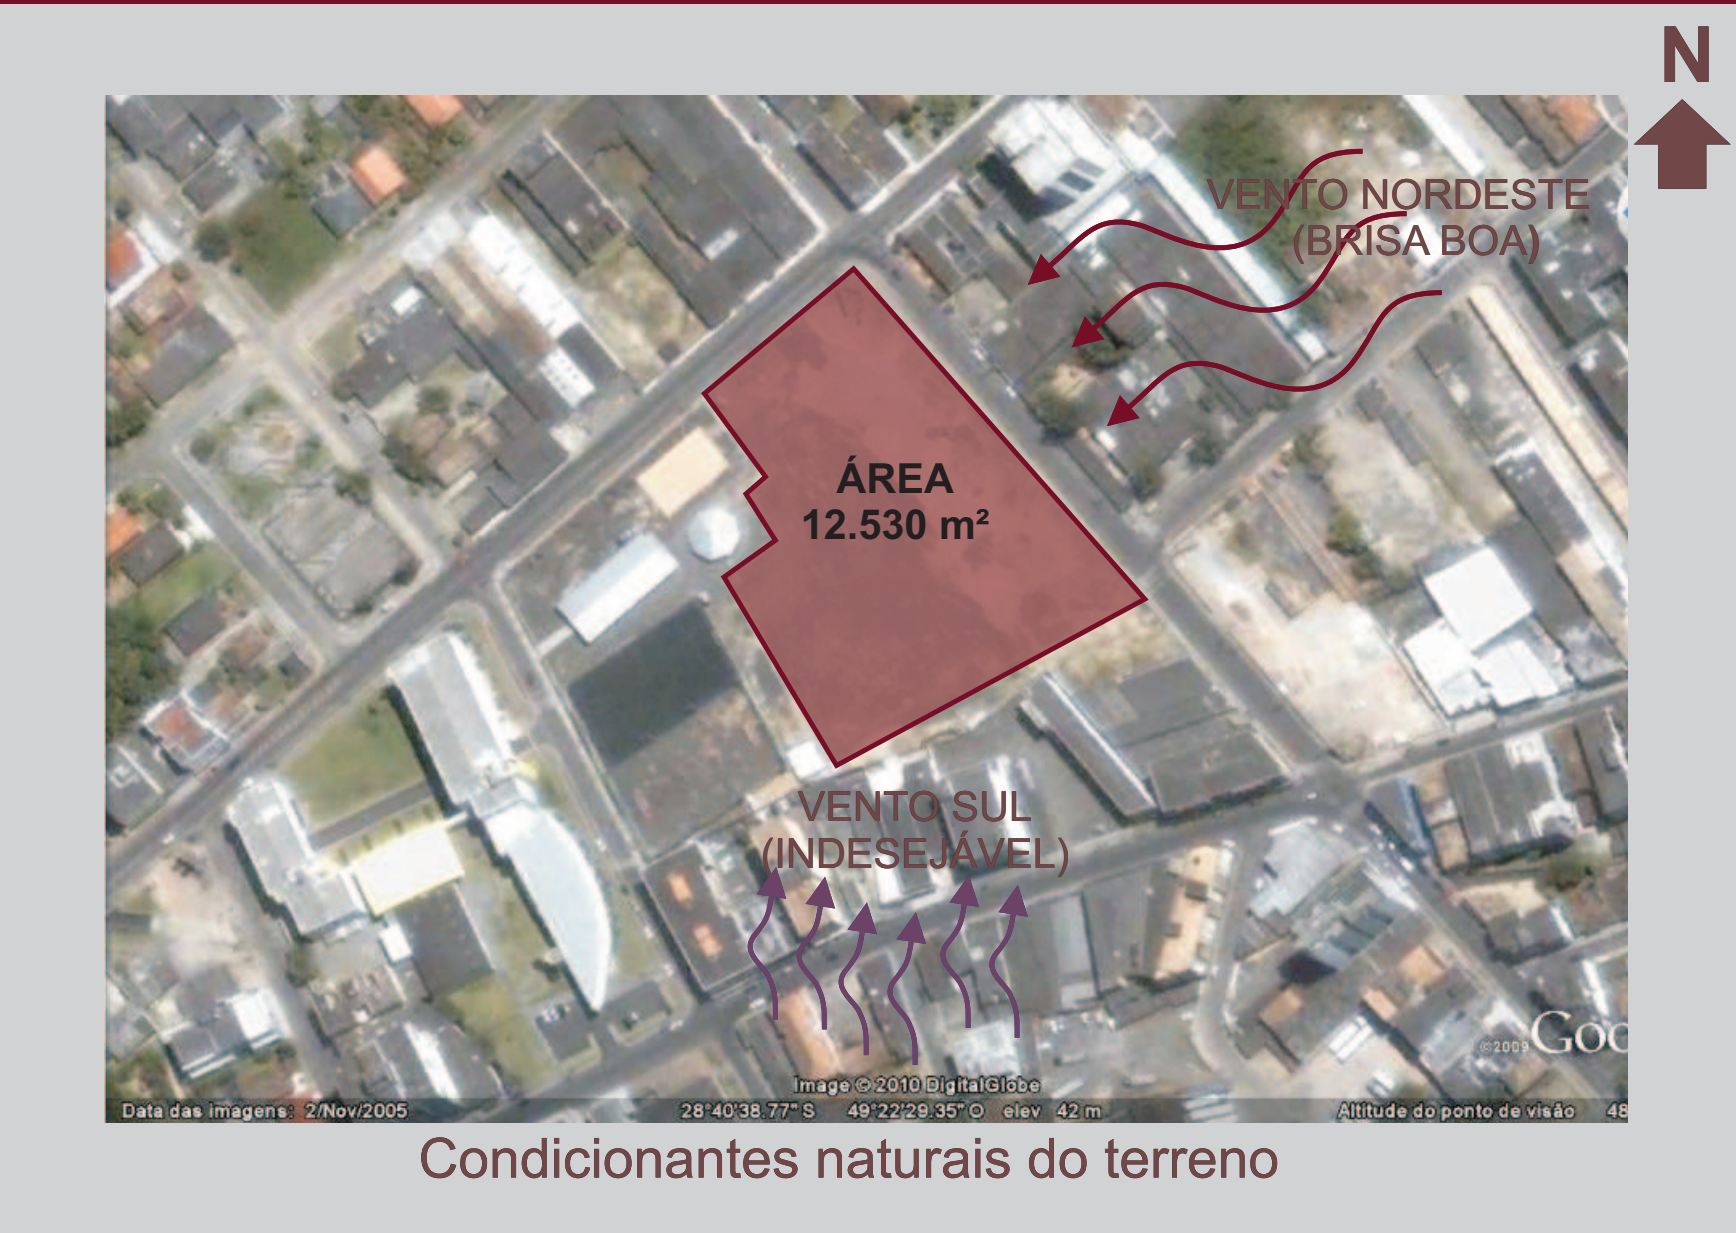 N
VENTO NORDESTE
(BRISA BOA)
ÁREA
12.530 m²
VENTO SUL
(INDESEJÁVEL)
©2009 Goo
Image © 2010 DigitalGlobe
Data das imagens: 2/Nov/2005 28°40'38.77" S 49°22'29.35" O elev 42 m Altitude do ponto de visão 48
Condicionantes naturais do terreno